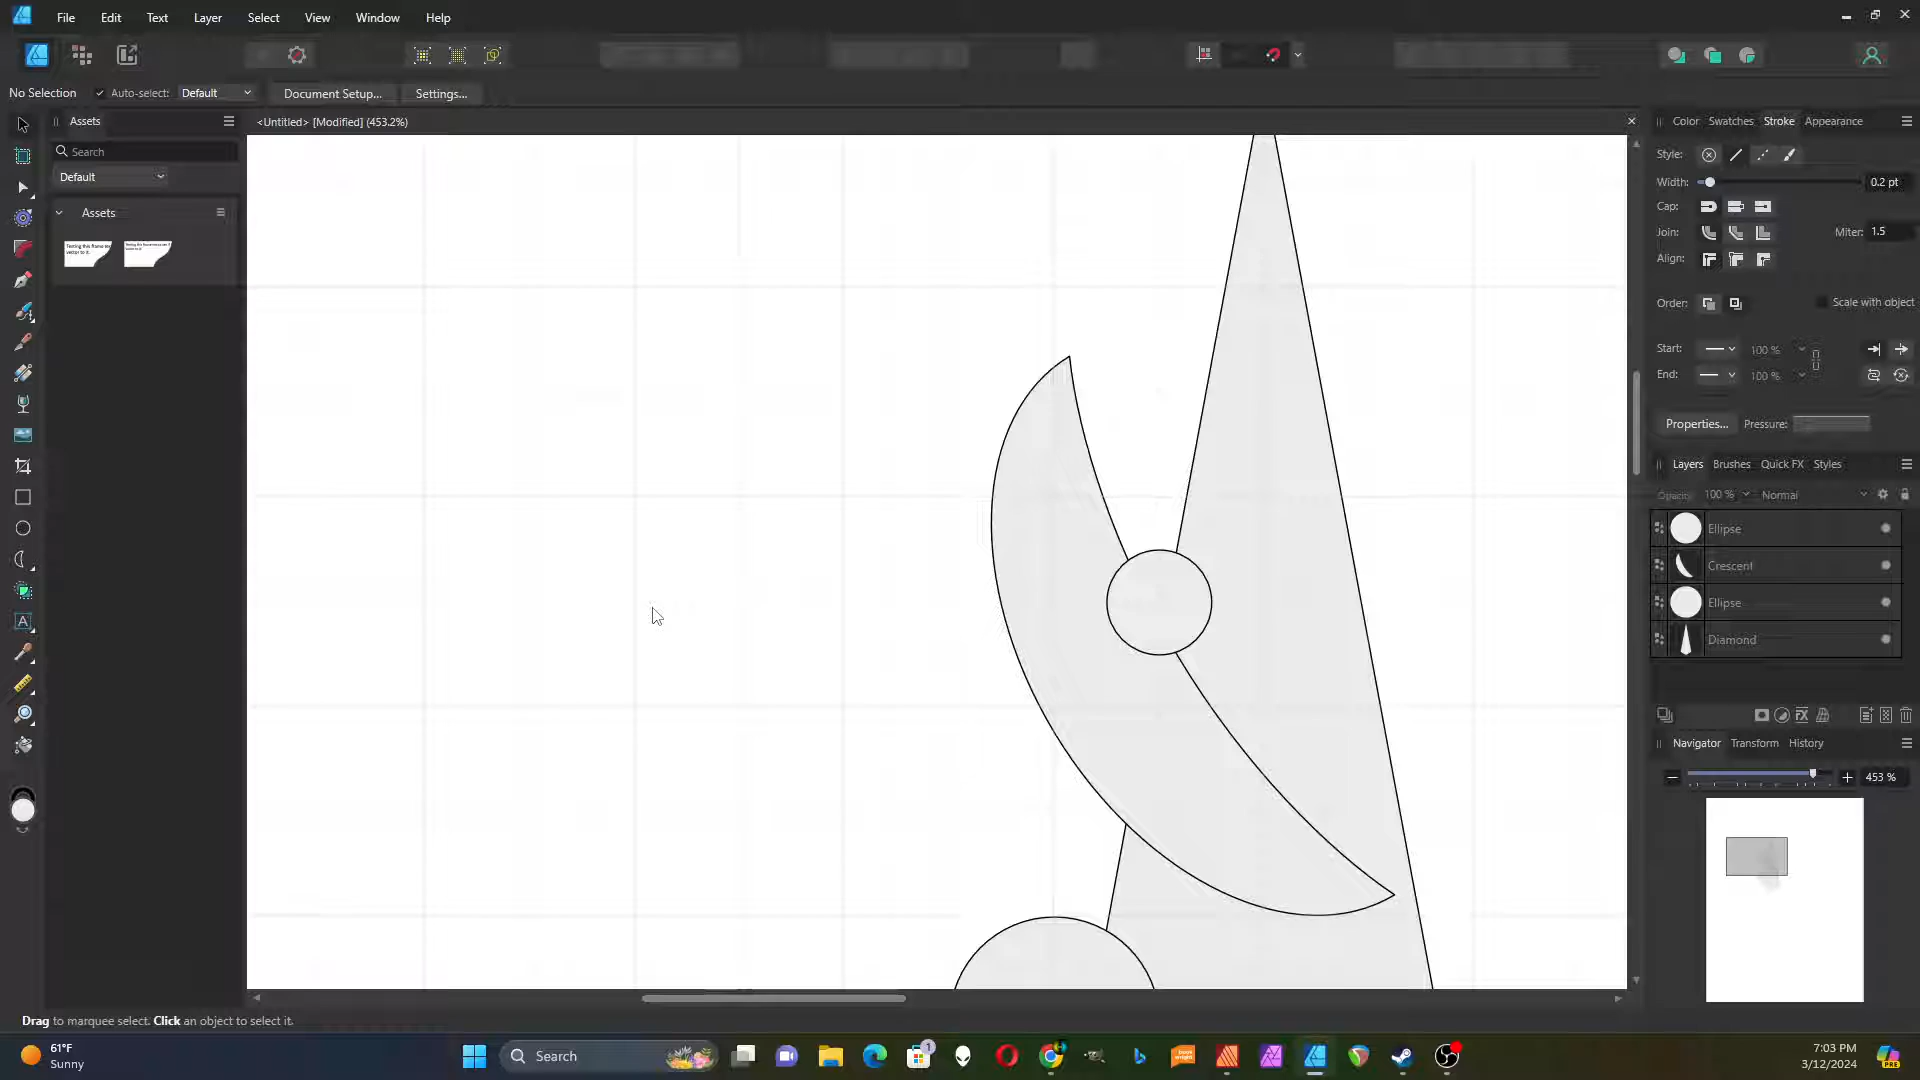 File Edit Text Layer Select View Window Help
No Selection Auto-select: Default Document Setup... Settings...
Assets
<Untitled> [Modified] (453.2%)
Color Swatches Stroke Appearance
Search
Default
Assets
Style:
Width: 0.2 pt
Cap:
Join: Miter: 1.5
Align:
Order: Scale with object
Start: 100 %
End: 100 %
Properties... Pressure:
Layers Brushes Quick FX Styles
Opacity: 100 % Normal
Ellipse
Crescent
Ellipse
Diamond
Navigator Transform History
453 %
Drag to marquee select. Click an object to select it.
61°F
Sunny
Search
1
7:03 PM
3/12/2024
PRE